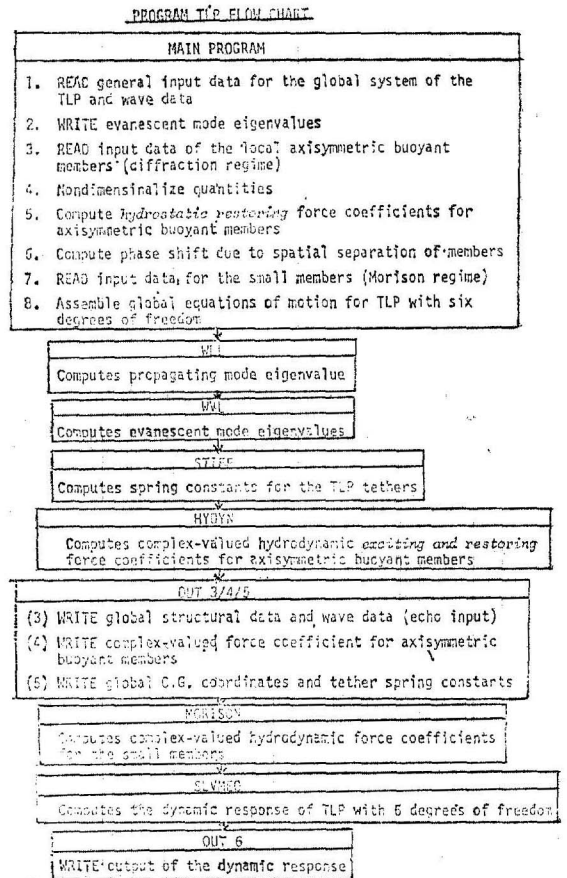 PROGRAM TLP FLOW CHART
MAIN PROGRAM
1. READ general input data for the global system of the
TLP and wave data
2. WRITE evanescent mode eigenvalues
3. READ input data of the local axisymmetric buoyant
members (diffraction regime)
4. Nondimensinalize quantities
5. Compute hydrostatic restoring force coefficients for
axisymmetric buoyant members
6. Compute phase shift due to spatial separation of members
7. READ input data, for the small members (Morison regime)
8. Assemble global equations of motion for TLP with six
degrees of freedom
Computes propagating mode eigenvalue
WVL
Computes evanescent mode eigenvalues
STIFF
Computes spring constants for the TLP tethers
HYDYN
Computes complex-valued hydrodynamic exciting and restoring
force coefficients for axisymmetric buoyant members
OUT 3/4/5
(3) WRITE global structural data and wave data (echo input)
(4) WRITE complex-valued force coefficient for axisymmetric
buoyant members
(5) WRITE global C.G. coordinates and tether spring constants
MORISON
Computes complex-valued hydrodynamic force coefficients
for the small members
Computes the dynamic response of TLP with 6 degrees of freedom
OUT 6
WRITE output of the dynamic response